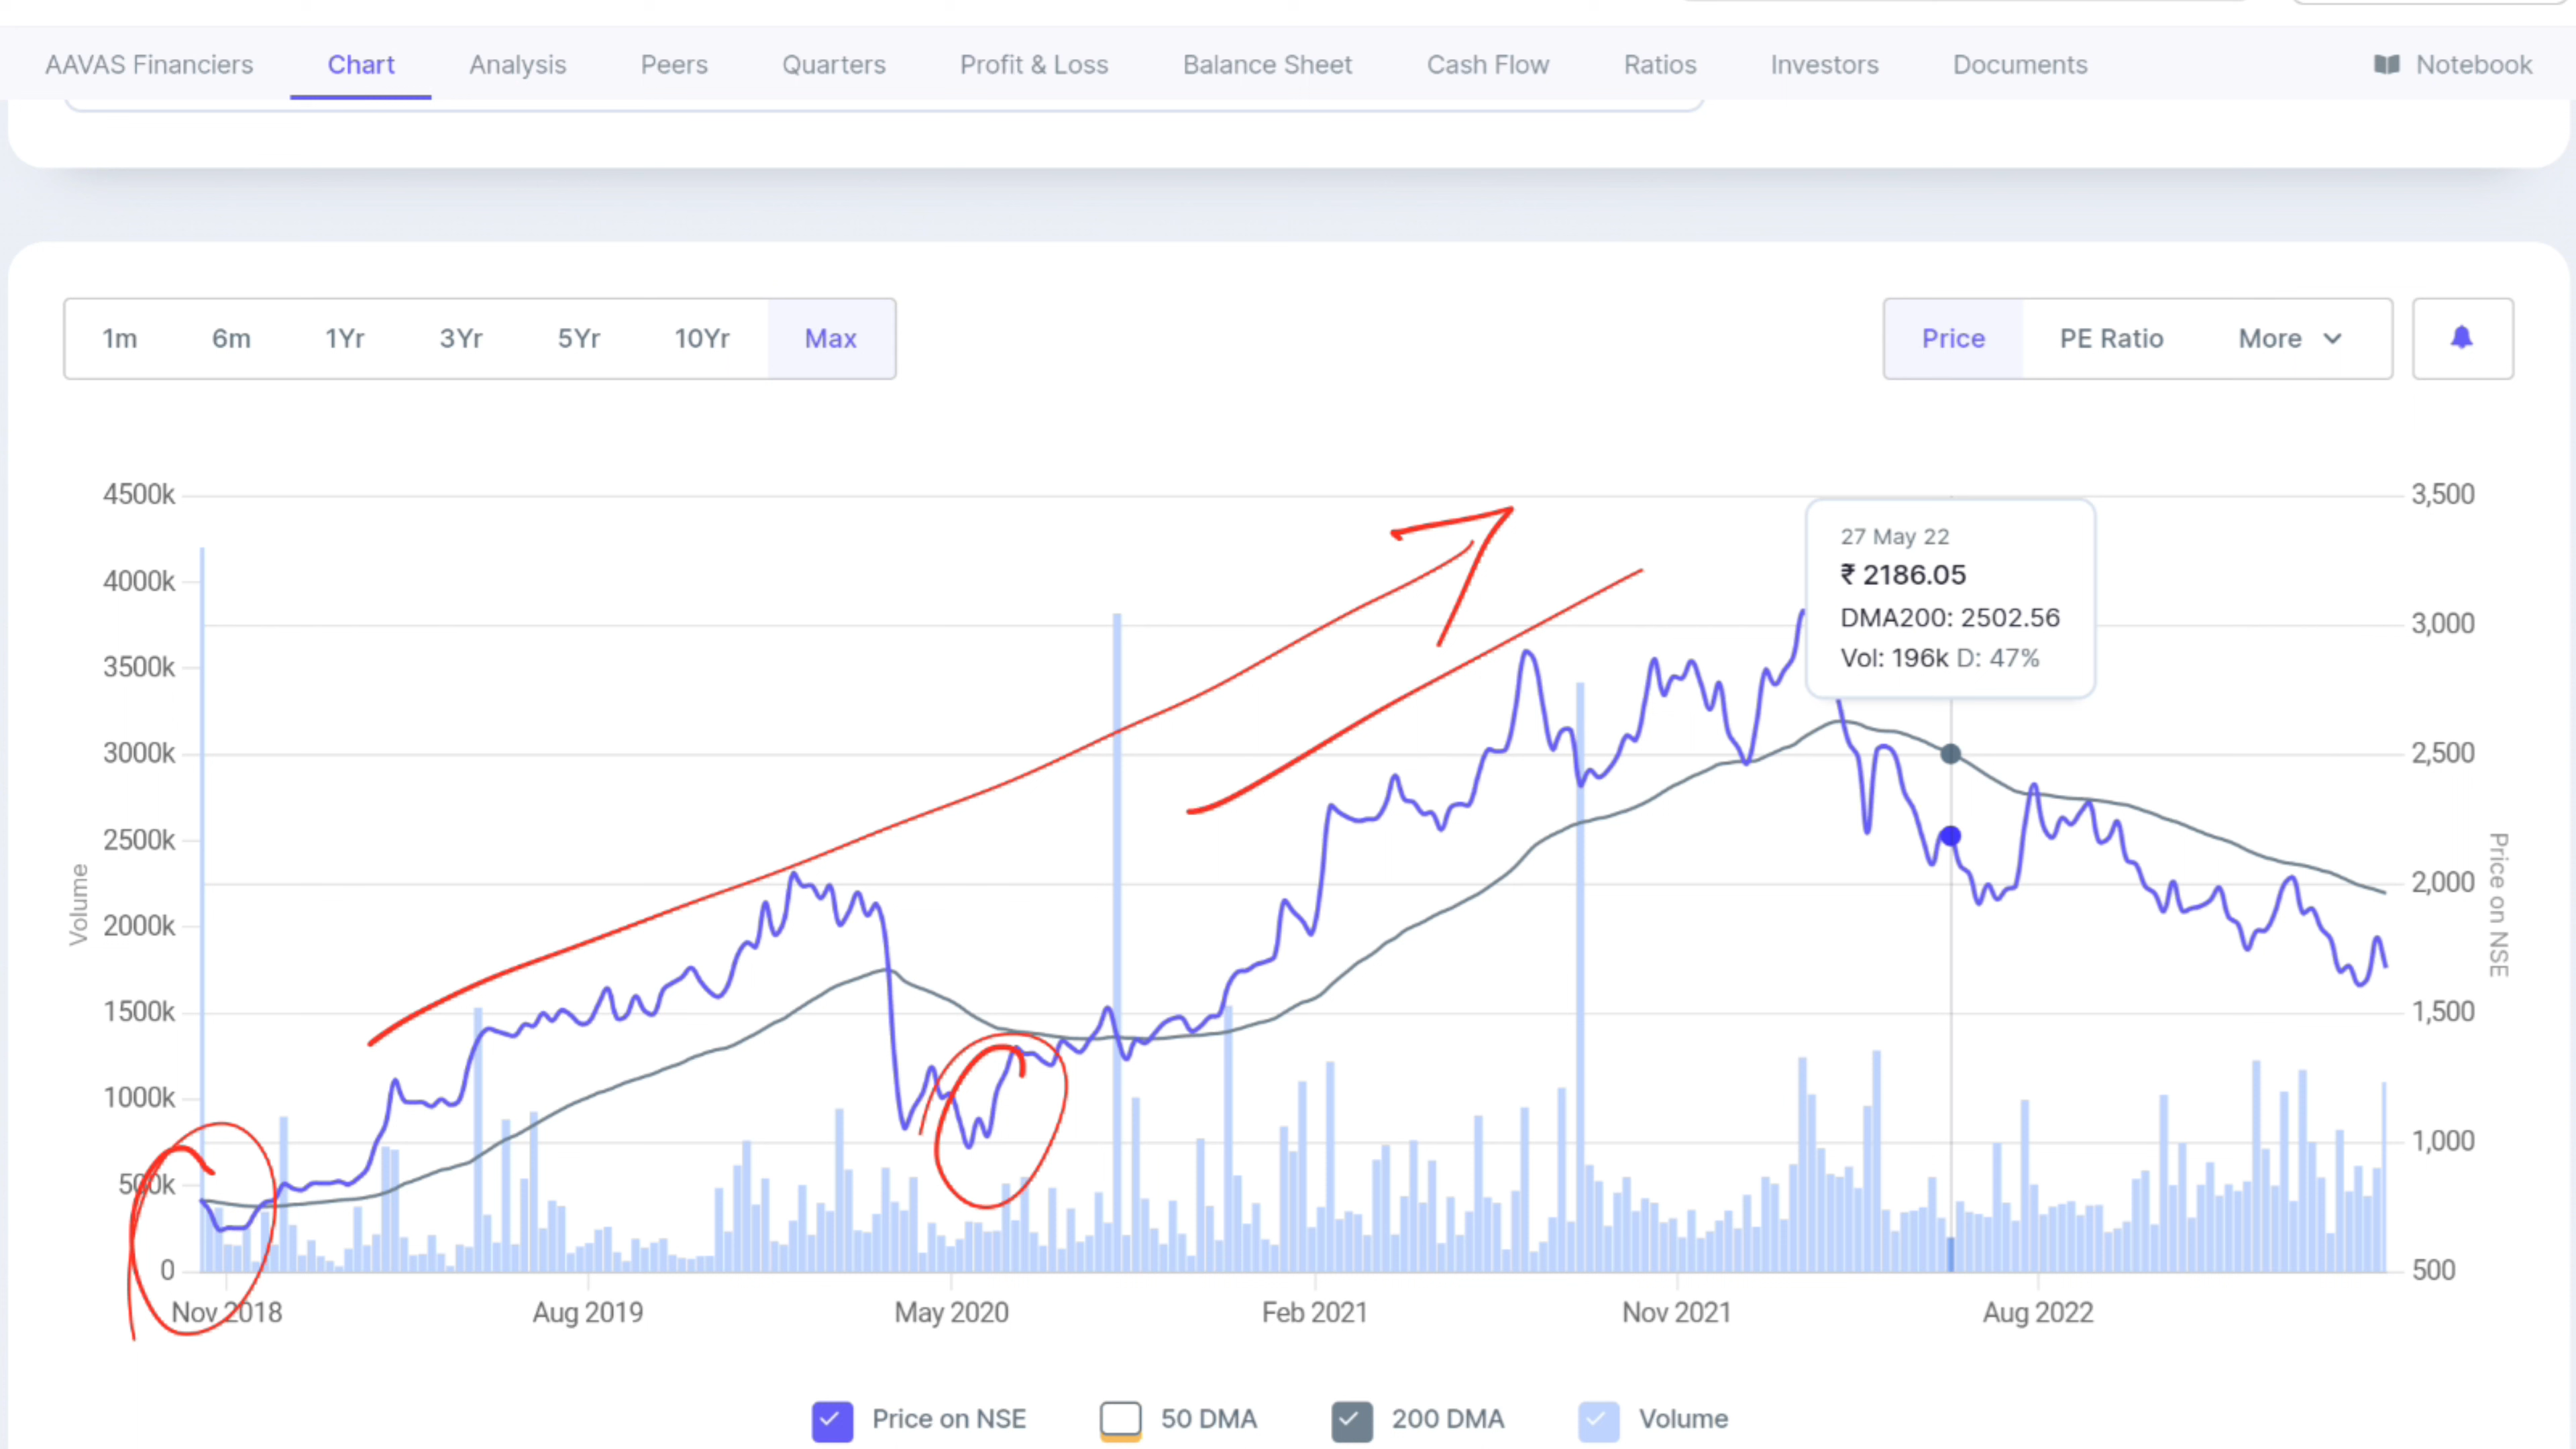 AAVAS Financiers Chart Analysis Peers Quarters Profit & Loss Balance Sheet Cash Flow Ratios Investors Documents Notebook
1m 6m 1Yr 3Yr 5Yr 10Yr Max
Price PE Ratio More
4500k
4000k
3500k
3000k
2500k
2000k
1500k
1000k
500k
0
Volume
27 May 22
₹ 2186.05
DMA200: 2502.56
Vol: 196k D: 47%
3,500
3,000
2,500
2,000
1,500
1,000
500
Price on NSE
Nov 2018 Aug 2019 May 2020 Feb 2021 Nov 2021 Aug 2022
Price on NSE 50 DMA 200 DMA Volume